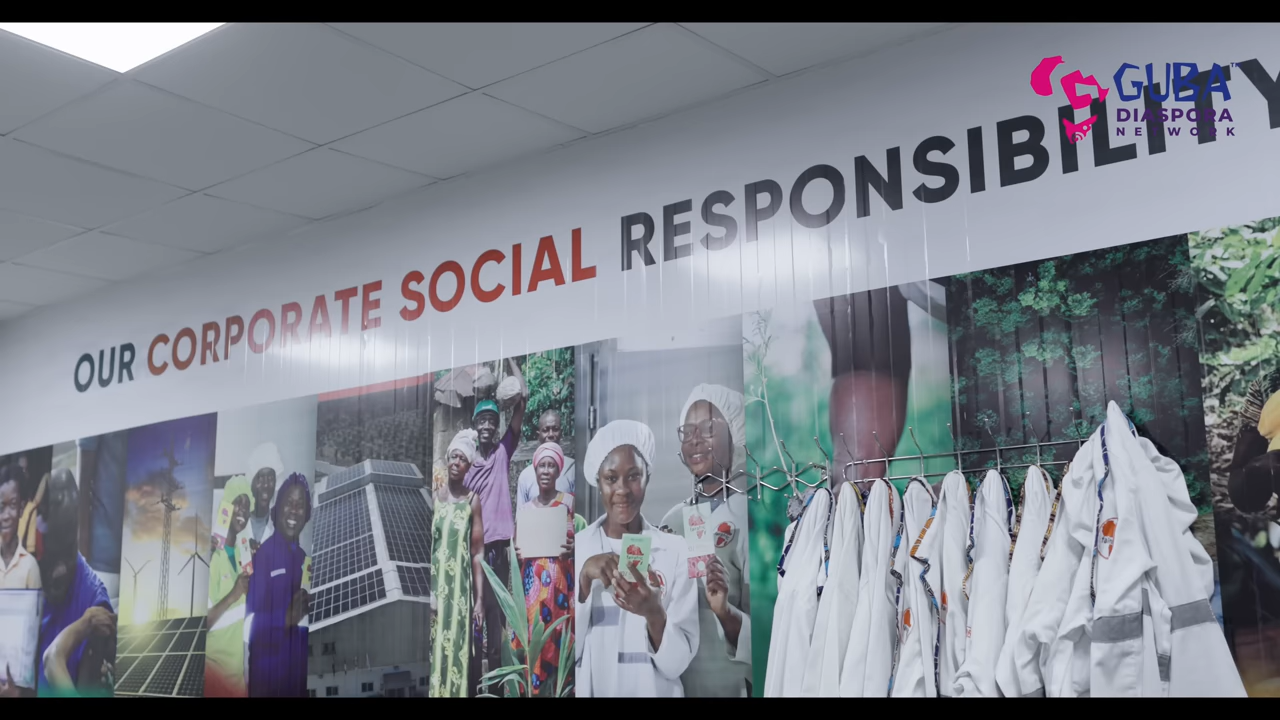 GUBA
DIASPORA
NETWORK
OUR CORPORATE SOCIAL RESPONSIBILITY